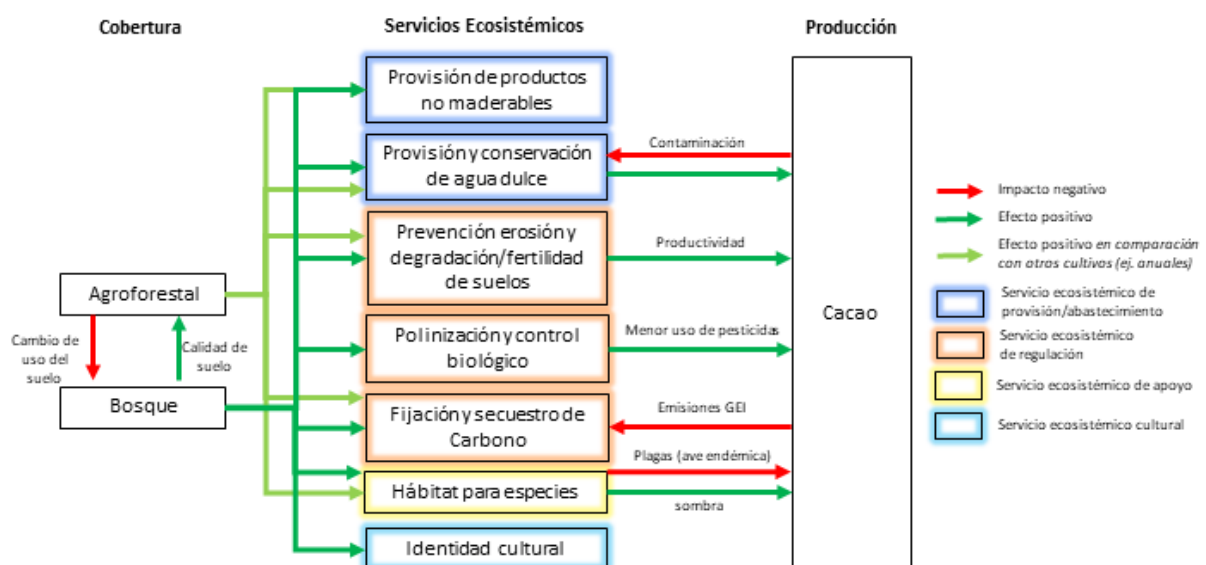 Cobertura
Servicios Ecosistémicos
Producción
Provisión de productos
no maderables
Provisión y conservación
de agua dulce
Prevención erosión y
degradación/fertilidad
de suelos
Polinización y control
biológico
Fijación y secuestro de
Carbono
Hábitat para especies
Identidad cultural
Agroforestal
Cambio de
uso del
suelo
Calidad de
suelo
Bosque
Contaminación
Productividad
Menor uso de pesticidas
Emisiones GEI
Plagas (ave endémica)
sombra
Cacao
Impacto negativo
Efecto positivo
Efecto positivo en comparación
con otros cultivos (ej. anuales)
Servicio ecosistémico de
provisión/abastecimiento
Servicio ecosistémico
de regulación
Servicio ecosistémico de apoyo
Servicio ecosistémico cultural